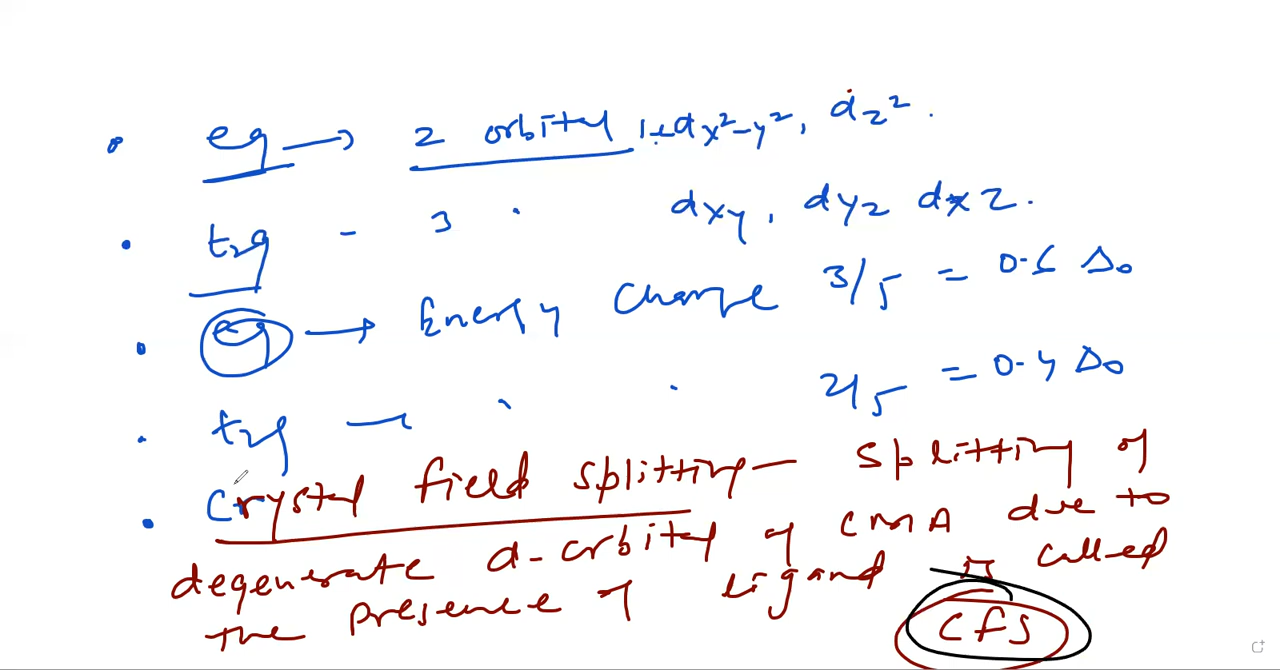 • eg → 2 orbital i.e dx²-y², dz².
• t2g - 3 " dxy, dyz dxz.
• eg → Energy Change 3/5 = 0.6 Δo
• t2g — " " 2/5 = 0.4 Δo
• Crystal field splitting — splitting of
degenerate d-orbital of CMA due to
the presence of ligand is called
CFS